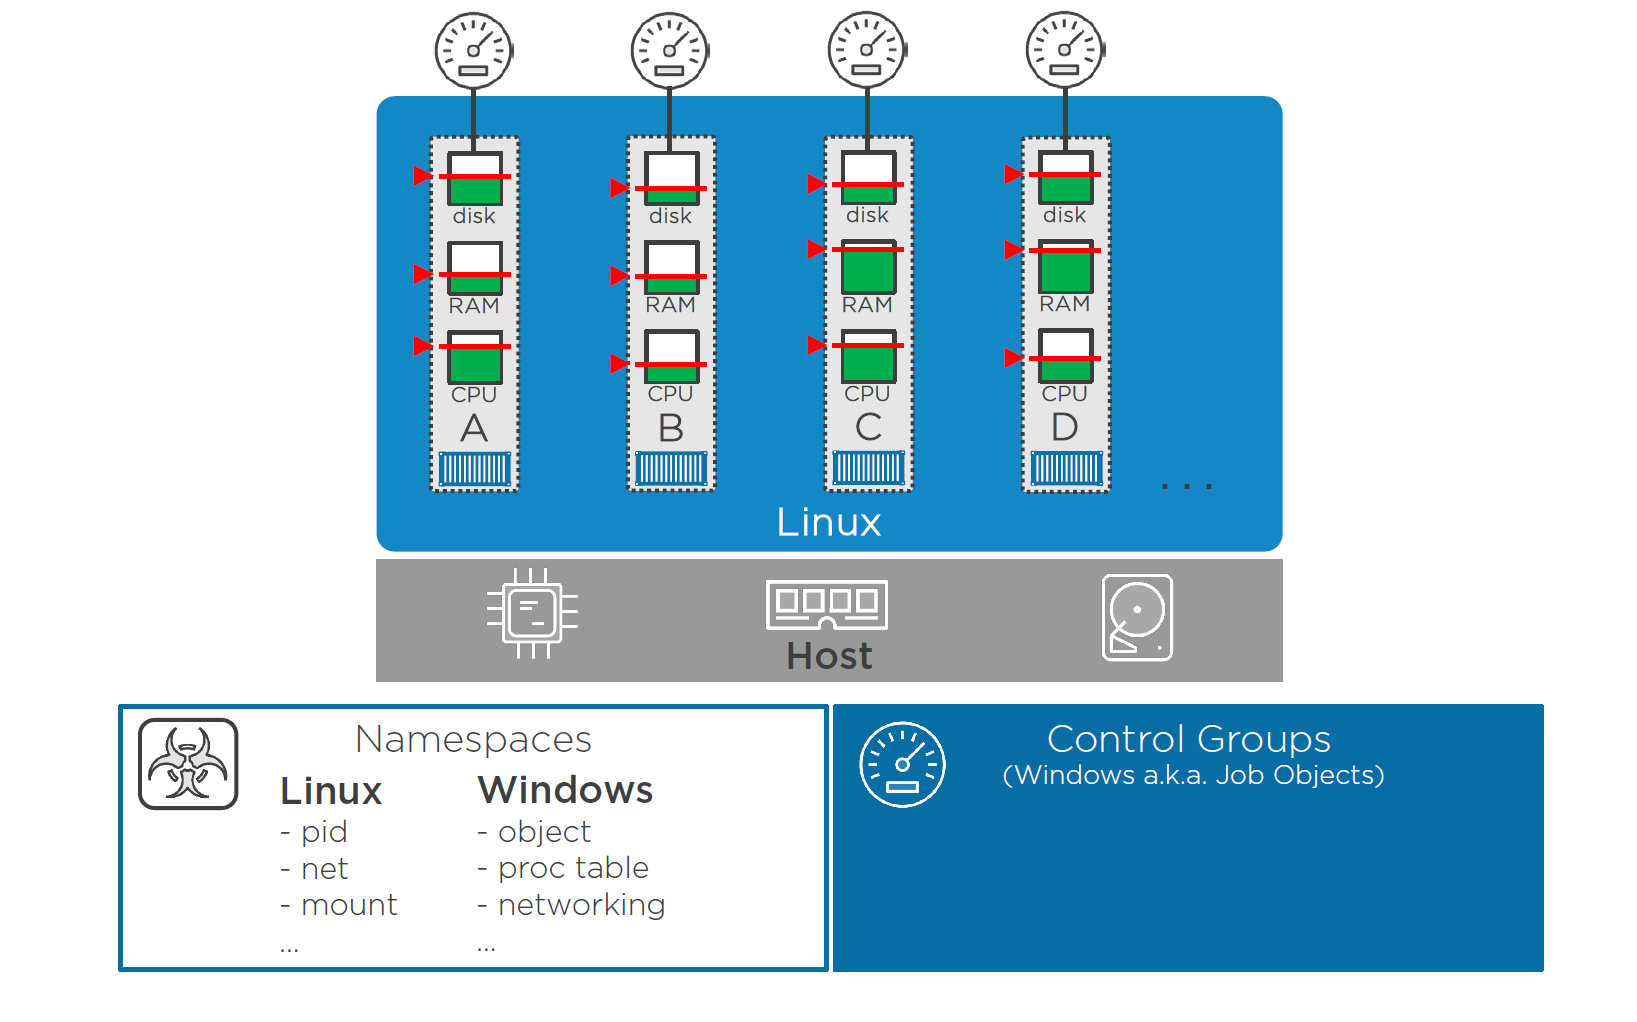 disk
disk
disk
disk
RAM
RAM
RAM
RAM
CPU
CPU
CPU
CPU
A
B
C
D
. . .
Linux
Host
Namespaces
Linux
- pid
- net
- mount
...
Windows
- object
- proc table
- networking
...
Control Groups
(Windows a.k.a. Job Objects)